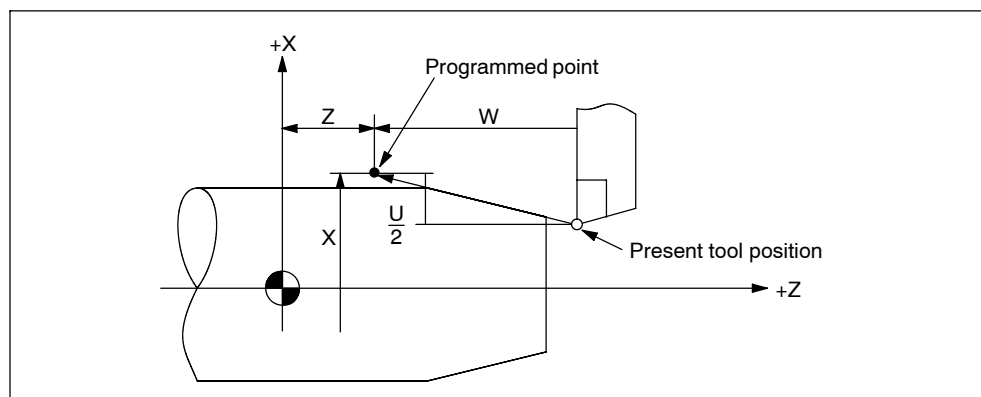 +X
Programmed point
Z
W
X
U
2
Present tool position
+Z